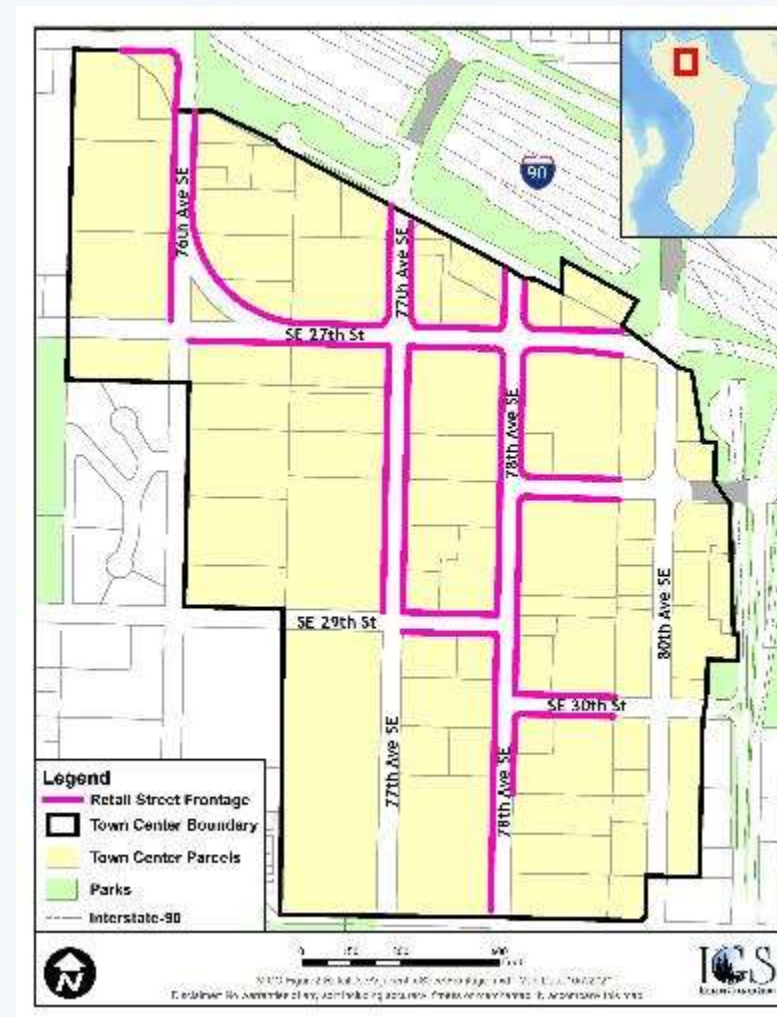 90
76th Ave SE
77th Ave SE
SE 27th St
78th Ave SE
80th Ave SE
SE 29th St
SE 30th St
77th Ave SE
78th Ave SE
Legend
Retail Street Frontage
Town Center Boundary
Town Center Parcels
Parks
Interstate-90
N
0